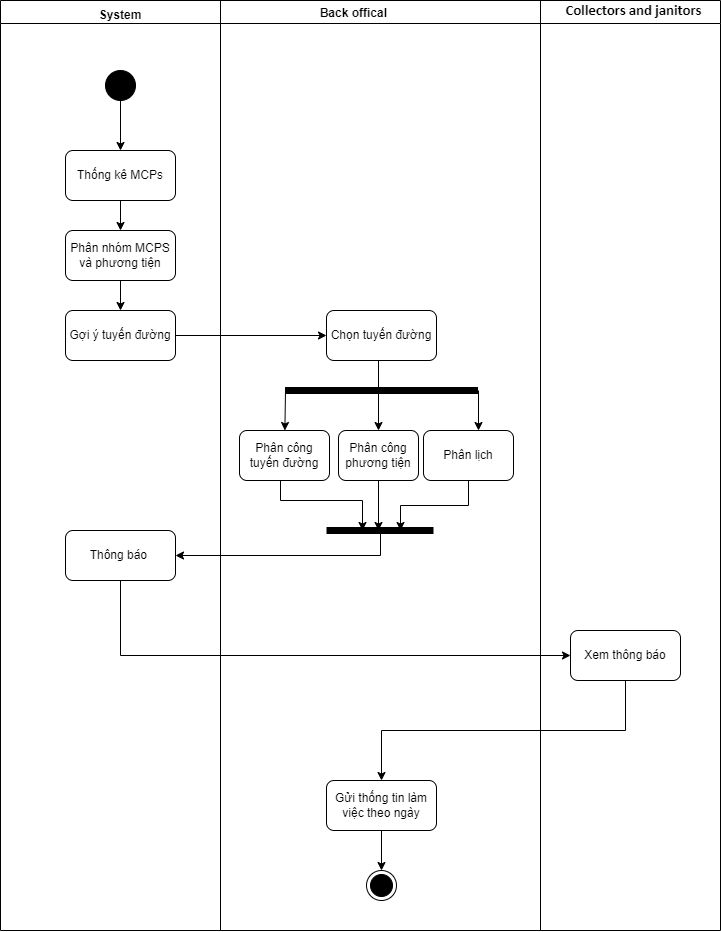 System
Back offical
Collectors and janitors
Thống kê MCPs
Phân nhóm MCPS
và phương tiện
Gợi ý tuyến đường
Chọn tuyến đường
Phân công
tuyến đường
Phân công
phương tiện
Phân lịch
Thông báo
Xem thông báo
Gửi thống tin làm
việc theo ngày